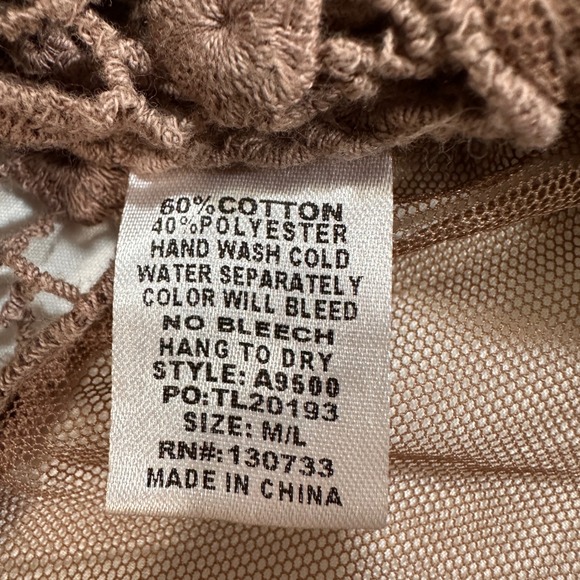 60%COTTON
40%POLYESTER
HAND WASH COLD
WATER SEPARATELY
COLOR WILL BLEED
NO BLEECH
HANG TO DRY
STYLE: A9500
PO:TL20193
SIZE: M/L
RN#:130733
MADE IN CHINA